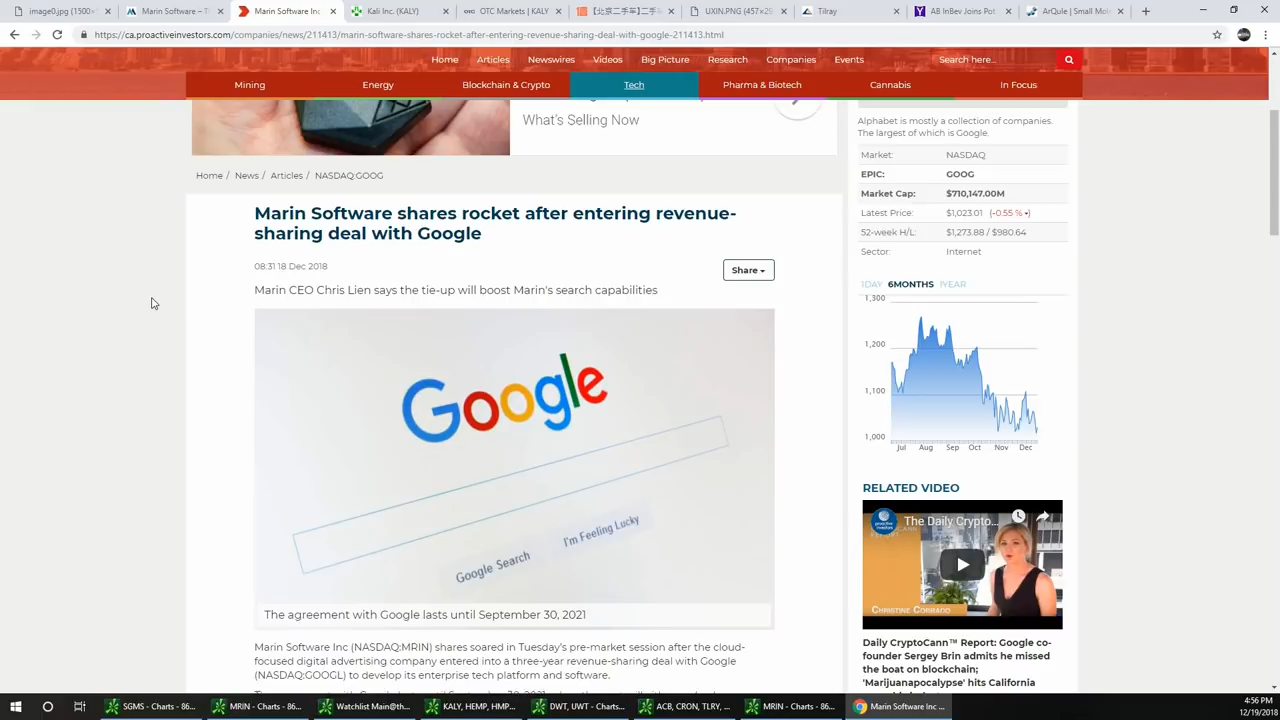 image0.jpg (1500×
Marin Software – T
Marin Software Inc
Kali Inc. (KALY)
OTC Markets | KALY
【北京二手车】二手
UXIN.PNG (457×25
Tilray
AB InBev Joins Pot
ArQule | Small Mol
https://ca.proactiveinvestors.com/companies/news/211413/marin-software-shares-rocket-after-entering-revenue-sharing-deal-with-google-211413.html
Home Articles Newswires Videos Big Picture Research Companies Events Search here...
Mining Energy Blockchain & Crypto Tech Pharma & Biotech Cannabis In Focus
What's Selling Now
Home / News / Articles / NASDAQ:GOOG
Marin Software shares rocket after entering revenue-
sharing deal with Google
08:31 18 Dec 2018
Share
Marin CEO Chris Lien says the tie-up will boost Marin's search capabilities
Google
Google Search I'm Feeling Lucky
The agreement with Google lasts until September 30, 2021
Marin Software Inc (NASDAQ:MRIN) shares soared in Tuesday's pre-market session after the cloud-
focused digital advertising company entered into a three-year revenue-sharing deal with Google
(NASDAQ:GOOGL) to develop its enterprise tech platform and software.
Alphabet is mostly a collection of companies.
The largest of which is Google.
Market: NASDAQ
EPIC: GOOG
Market Cap: $710,147.00M
Latest Price: $1,023.01 (-0.55 %)
52-week H/L: $1,273.88 / $980.64
Sector: Internet
1DAY 6MONTHS 1YEAR
1,300
1,200
1,100
1,000
Jul Aug Sep Oct Nov Dec
RELATED VIDEO
The Daily Crypto...
CHRISTINE CORRADO
Daily CryptoCann™ Report: Google co-
founder Sergey Brin admits he missed
the boat on blockchain;
'Marijuanapocalypse' hits California
SGMS - Charts - 86...
MRIN - Charts - 86...
Watchlist Main@th...
KALY, HEMP, HMP...
DWT, UWT - Charts...
ACB, CRON, TLRY, ...
MRIN - Charts - 86...
Marin Software Inc ...
4:56 PM
12/19/2018